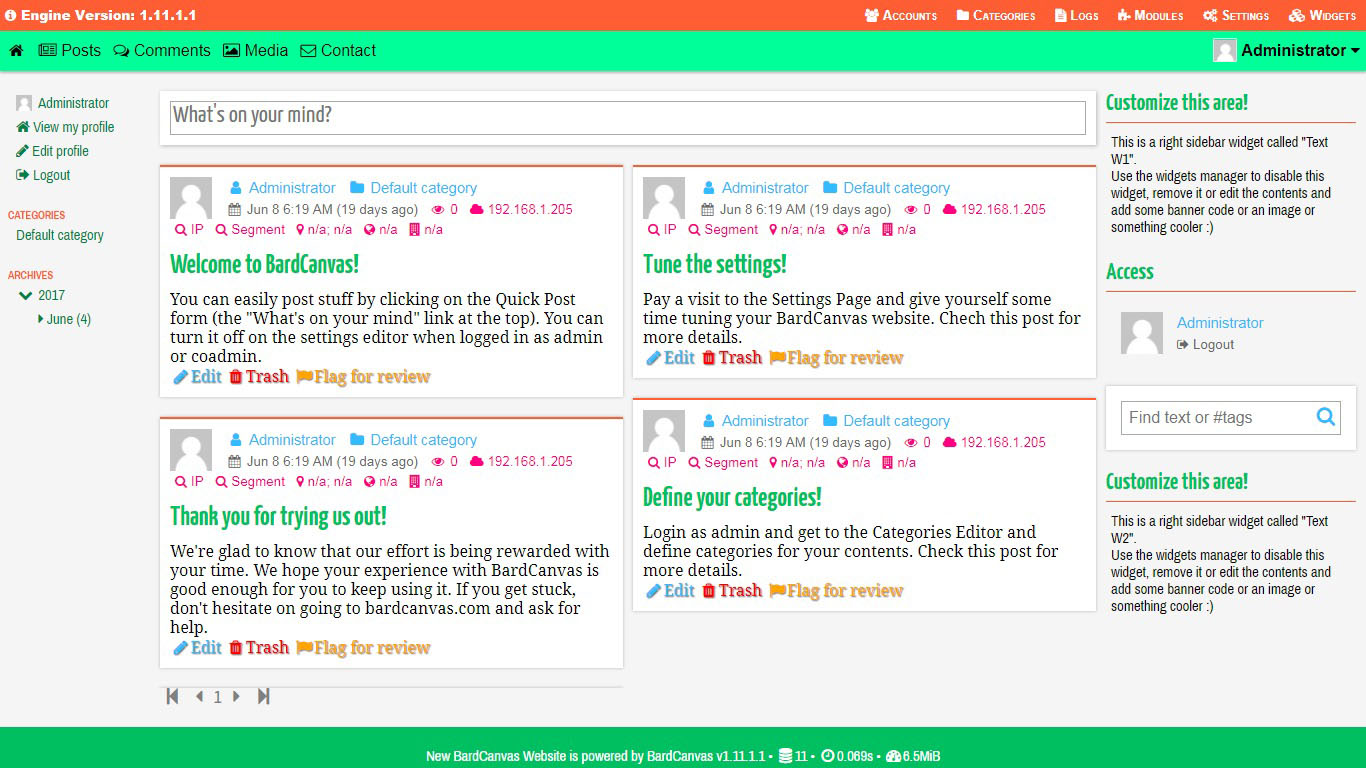 Engine Version: 1.11.1.1
Accounts Categories Logs Modules Settings Widgets
Posts Comments Media Contact
Administrator
Administrator
View my profile
Edit profile
Logout
CATEGORIES
Default category
ARCHIVES
2017
June (4)
What's on your mind?
Administrator Default category
Jun 8 6:19 AM (19 days ago) 0 192.168.1.205
IP Segment n/a; n/a n/a n/a
Welcome to BardCanvas!
You can easily post stuff by clicking on the Quick Post
form (the "What's on your mind" link at the top). You can
turn it off on the settings editor when logged in as admin
or coadmin.
Edit Trash Flag for review
Administrator Default category
Jun 8 6:19 AM (19 days ago) 0 192.168.1.205
IP Segment n/a; n/a n/a n/a
Thank you for trying us out!
We're glad to know that our effort is being rewarded with
your time. We hope your experience with BardCanvas is
good enough for you to keep using it. If you get stuck,
don't hesitate on going to bardcanvas.com and ask for
help.
Edit Trash Flag for review
1
Administrator Default category
Jun 8 6:19 AM (19 days ago) 0 192.168.1.205
IP Segment n/a; n/a n/a n/a
Tune the settings!
Pay a visit to the Settings Page and give yourself some
time tuning your BardCanvas website. Chech this post for
more details.
Edit Trash Flag for review
Administrator Default category
Jun 8 6:19 AM (19 days ago) 0 192.168.1.205
IP Segment n/a; n/a n/a n/a
Define your categories!
Login as admin and get to the Categories Editor and
define categories for your contents. Check this post for
more details.
Edit Trash Flag for review
Customize this area!
This is a right sidebar widget called "Text
W1".
Use the widgets manager to disable this
widget, remove it or edit the contents and
add some banner code or an image or
something cooler :)
Access
Administrator
Logout
Find text or #tags
Customize this area!
This is a right sidebar widget called "Text
W2".
Use the widgets manager to disable this
widget, remove it or edit the contents and
add some banner code or an image or
something cooler :)
New BardCanvas Website is powered by BardCanvas v1.11.1.1 • 11 • 0.069s • 6.5MiB